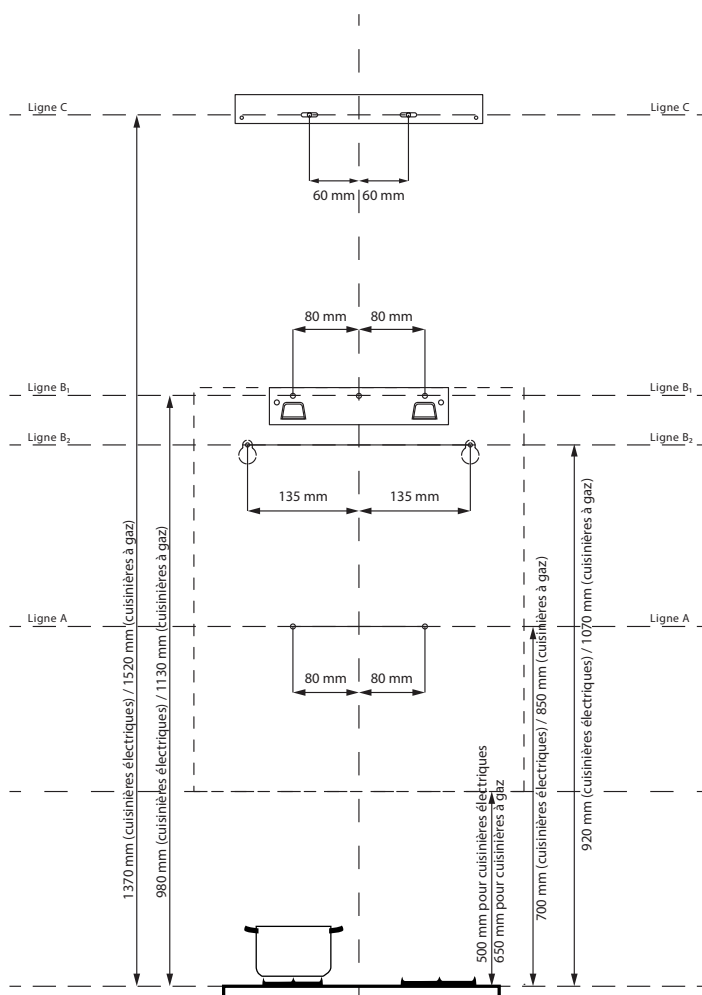 Ligne C
Ligne C
60 mm
60 mm
80 mm
80 mm
Ligne B₁
Ligne B₁
Ligne B₂
Ligne B₂
135 mm
135 mm
Ligne A
Ligne A
80 mm
80 mm
1370 mm (cuisinières électriques) / 1520 mm (cuisinières à gaz)
980 mm (cuisinières électriques) / 1130 mm (cuisinières à gaz)
500 mm pour cuisinières électriques
650 mm pour cuisinières à gaz
700 mm (cuisinières électriques) / 850 mm (cuisinières à gaz)
920 mm (cuisinières électriques) / 1070 mm (cuisinières à gaz)